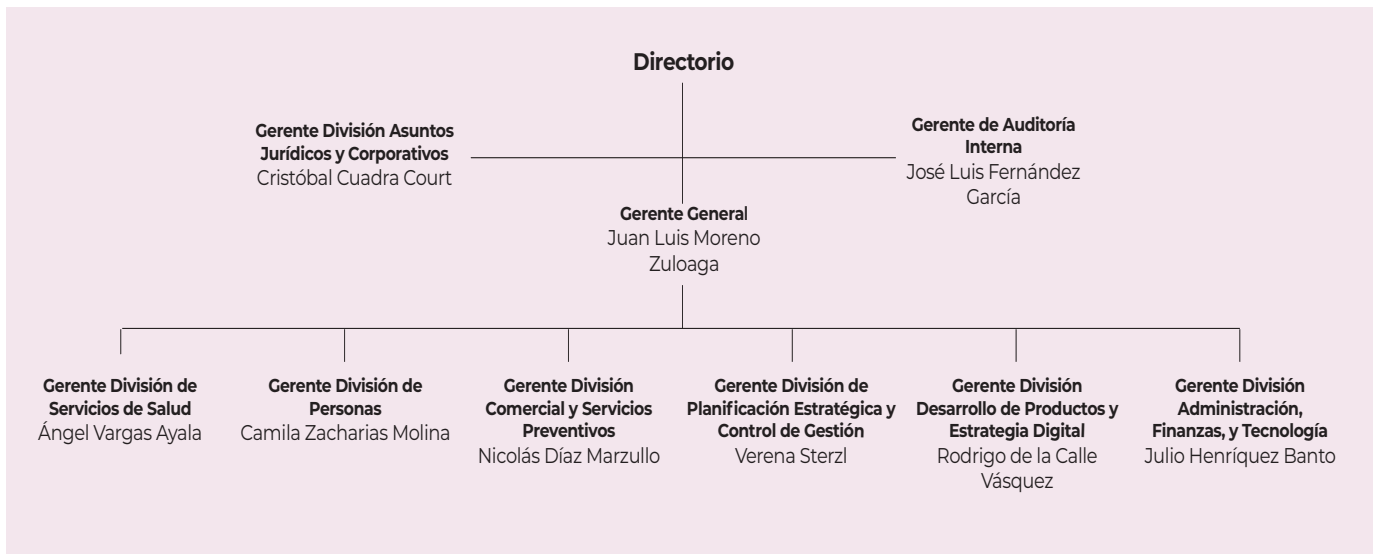 Directorio
Gerente División Asuntos
Jurídicos y Corporativos
Cristóbal Cuadra Court
Gerente de Auditoría
Interna
José Luis Fernández
García
Gerente General
Juan Luis Moreno
Zuloaga
Gerente División de
Servicios de Salud
Ángel Vargas Ayala
Gerente División de
Personas
Camila Zacharias Molina
Gerente División
Comercial y Servicios
Preventivos
Nicolás Díaz Marzullo
Gerente División de
Planificación Estratégica y
Control de Gestión
Verena Sterzl
Gerente División
Desarrollo de Productos y
Estrategia Digital
Rodrigo de la Calle
Vásquez
Gerente División
Administración,
Finanzas, y Tecnología
Julio Henríquez Banto